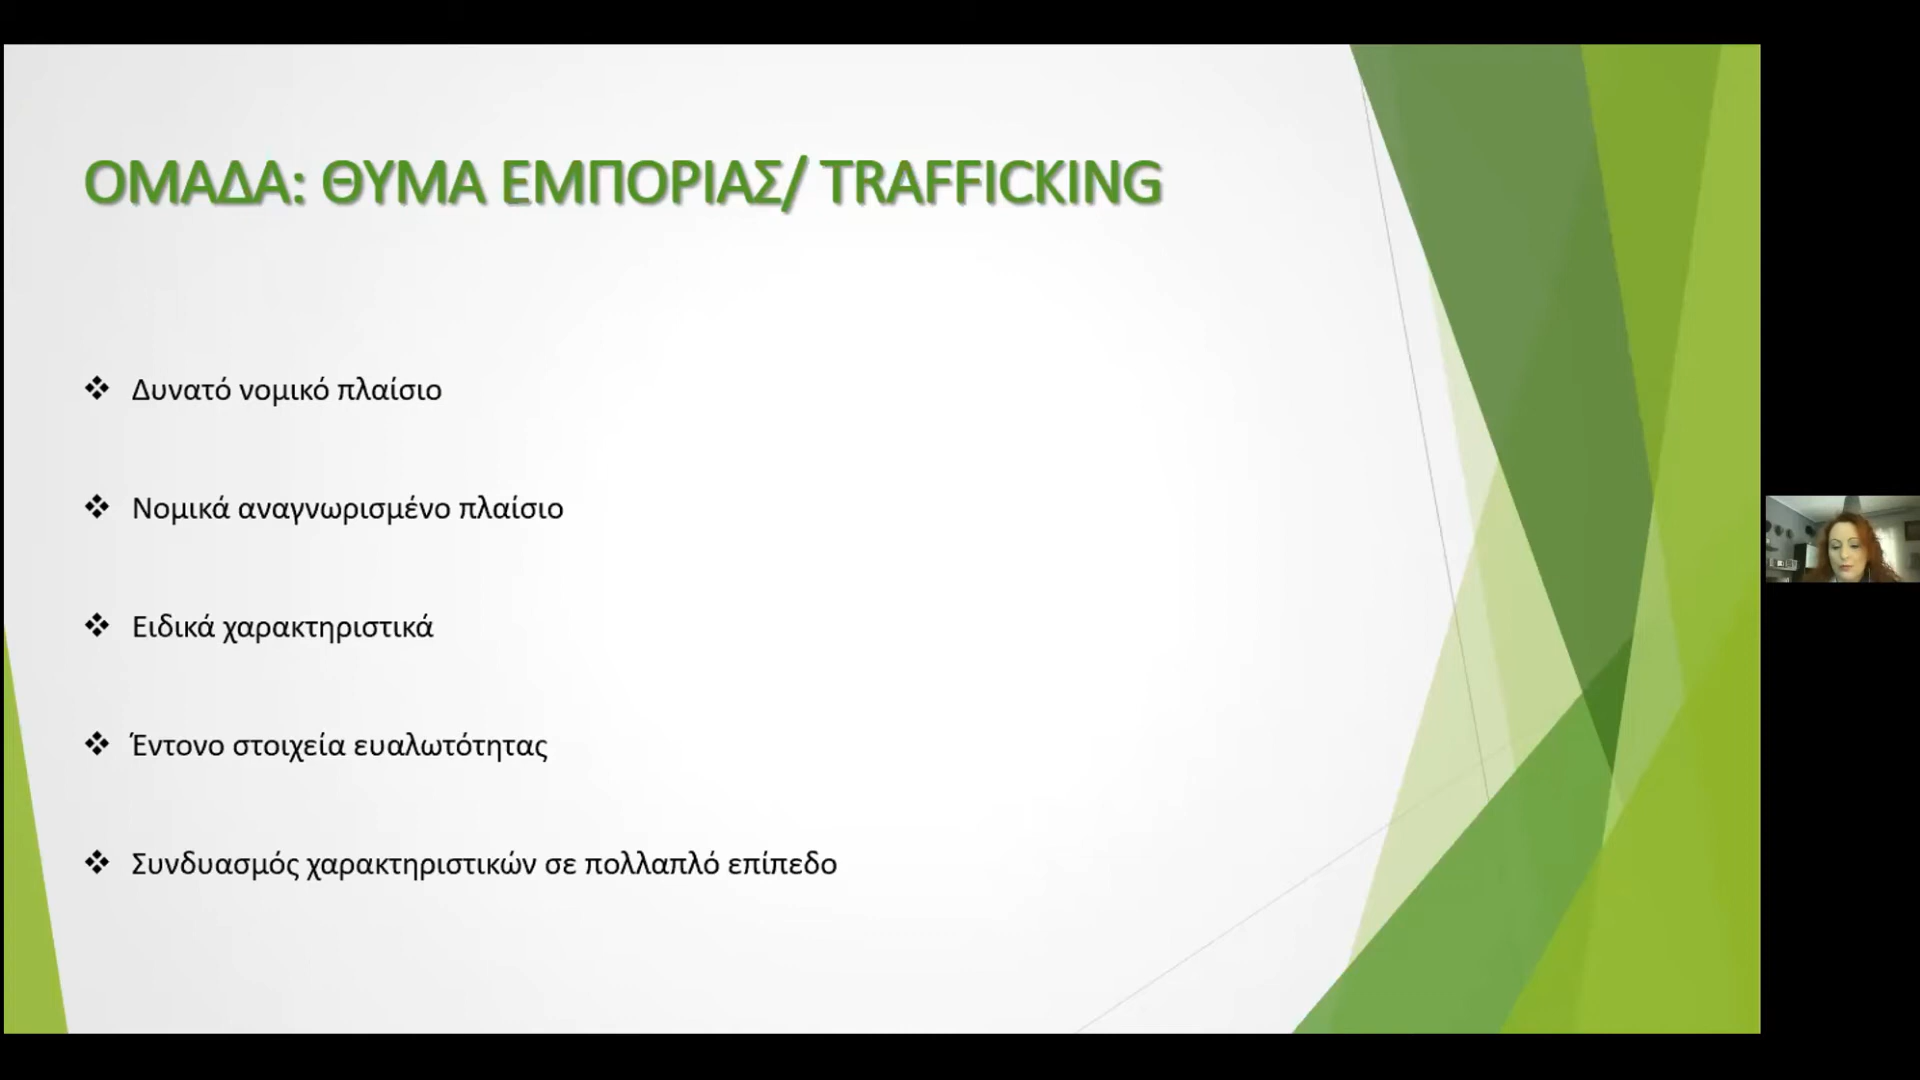 ΟΜΑΔΑ: ΘΥΜΑ ΕΜΠΟΡΙΑΣ/ TRAFFICKING
Δυνατό νομικό πλαίσιο
Νομικά αναγνωρισμένο πλαίσιο
Ειδικά χαρακτηριστικά
Έντονο στοιχεία ευαλωτότητας
Συνδυασμός χαρακτηριστικών σε πολλαπλό επίπεδο